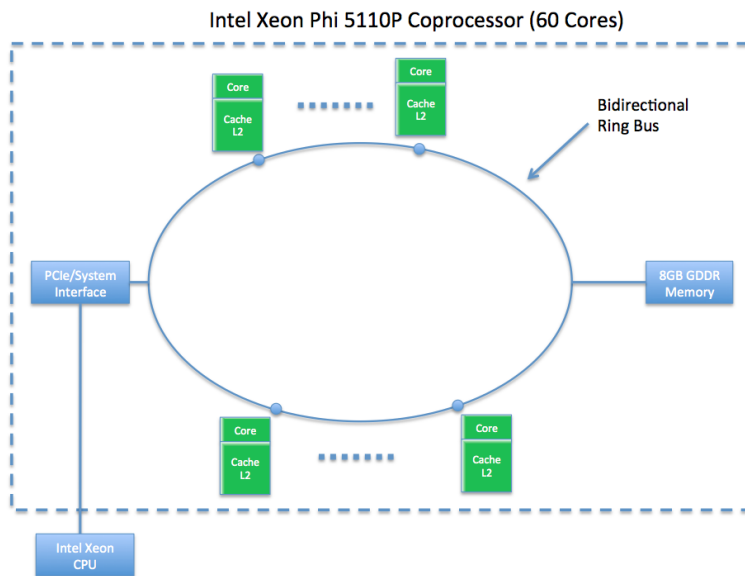 Intel Xeon Phi 5110P Coprocessor (60 Cores)
Core
Cache
L2
Core
Cache
L2
Bidirectional
Ring Bus
PCIe/System
Interface
8GB GDDR
Memory
Core
Cache
L2
Core
Cache
L2
Intel Xeon
CPU